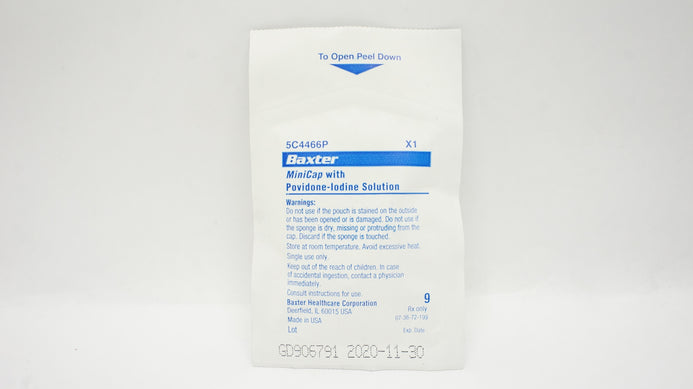 To Open Peel Down
5C4466P X1
Baxter
MiniCap with
Povidone-Iodine Solution
Warnings:
Do not use if the pouch is stained on the outside
or has been opened or is damaged. Do not use if
the sponge is dry, missing or protruding from the
cap. Discard if the sponge is touched.
Store at room temperature. Avoid excessive heat.
Single use only.
Keep out of the reach of children. In case
of accidental ingestion, contact a physician
immediately.
Consult instructions for use.
Baxter Healthcare Corporation 9
Deerfield, IL 60015 USA Rx only
Made in USA 07-36-72-199
Lot Exp. Date
GD906791 2020-11-30